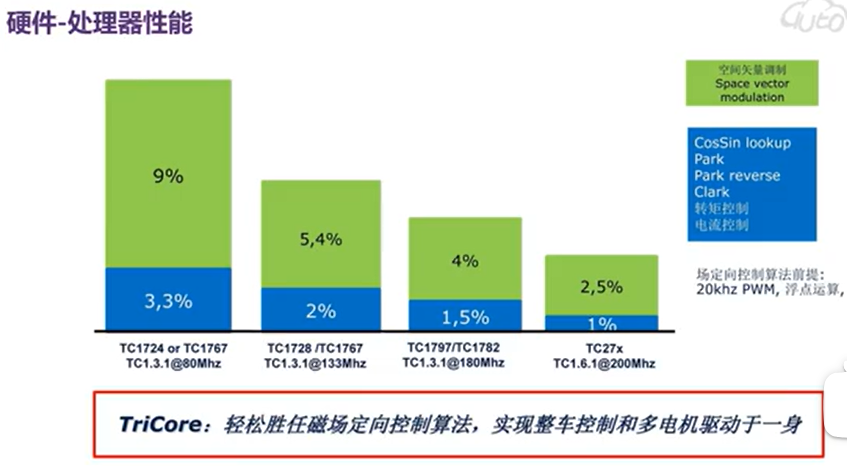 硬件-处理器性能
auto
空间矢量调制
Space vector
modulation
CosSin lookup
Park
Park reverse
Clark
转矩控制
电流控制
场定向控制算法前提:
20khz PWM, 浮点运算,
9%
5,4%
4%
2,5%
3,3%
2%
1,5%
1%
TC1724 or TC1767
TC1.3.1@80Mhz
TC1728 /TC1767
TC1.3.1@133Mhz
TC1797/TC1782
TC1.3.1@180Mhz
TC27x
TC1.6.1@200Mhz
TriCore: 轻松胜任磁场定向控制算法, 实现整车控制和多电机驱动于一身